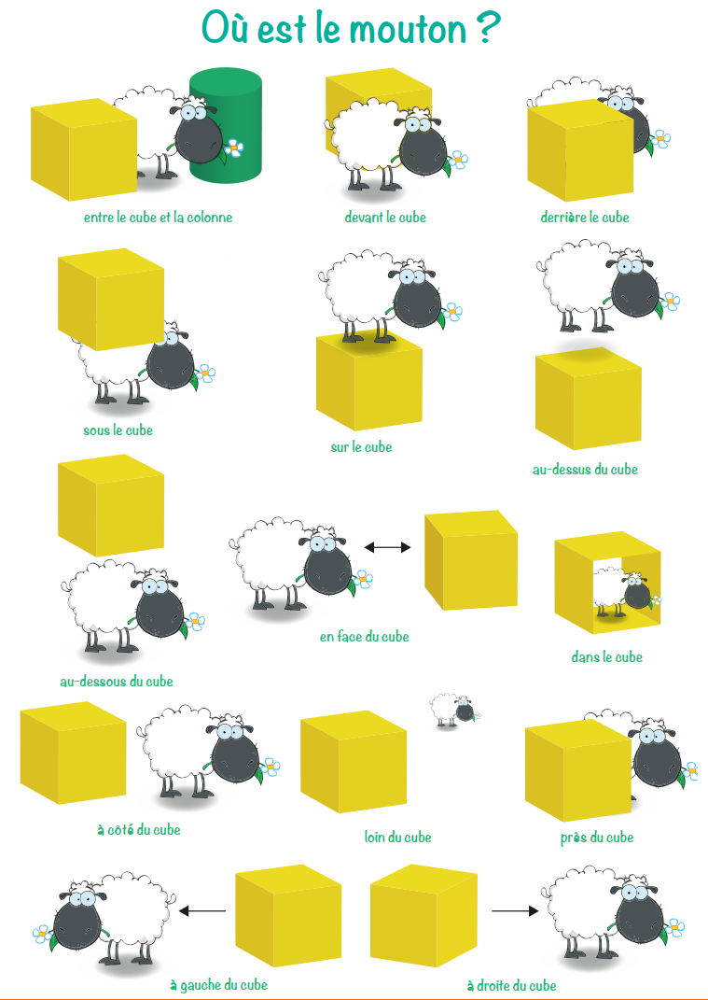 Où est le mouton ?
entre le cube et la colonne
devant le cube
derrière le cube
sous le cube
sur le cube
au-dessus du cube
au-dessous du cube
en face du cube
dans le cube
à côté du cube
loin du cube
près du cube
à gauche du cube
à droite du cube